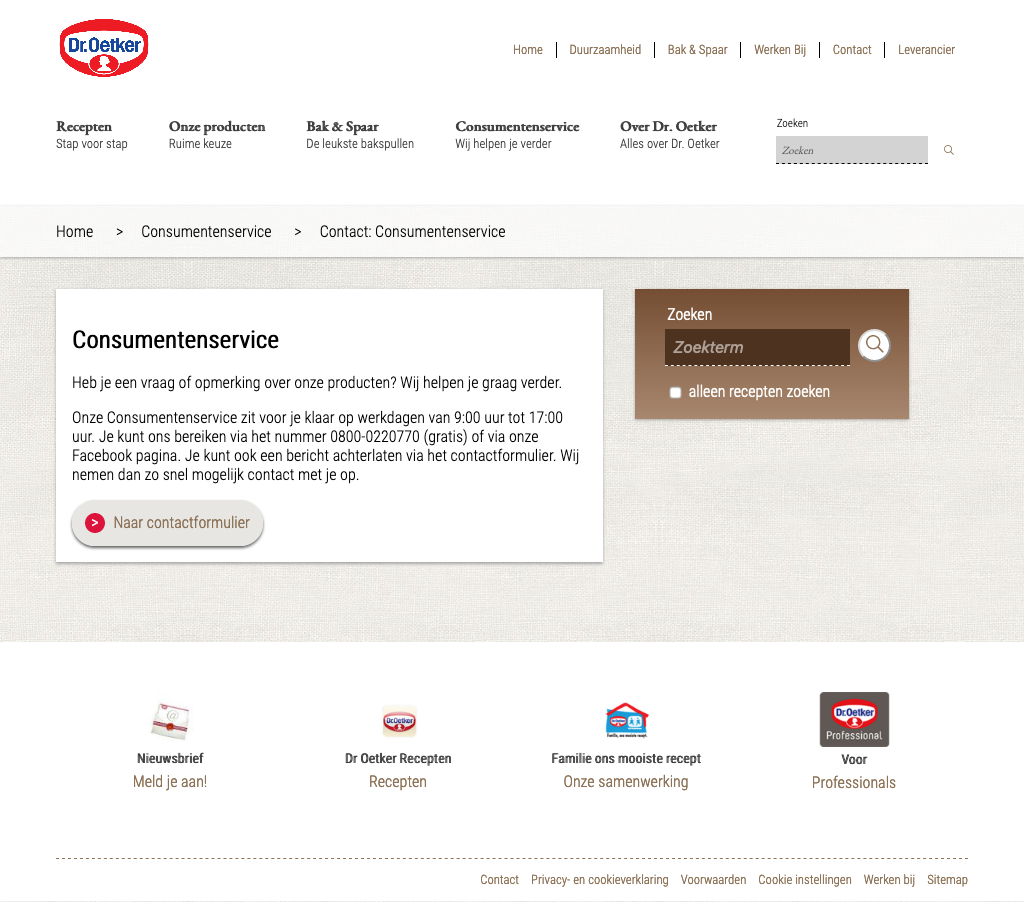 Dr.Oetker
Home Duurzaamheid Bak & Spaar Werken Bij Contact Leverancier
Recepten
Stap voor stap
Onze producten
Ruime keuze
Bak & Spaar
De leukste bakspullen
Consumentenservice
Wij helpen je verder
Over Dr. Oetker
Alles over Dr. Oetker
Zoeken
Zoeken
Home > Consumentenservice > Contact: Consumentenservice
Consumentenservice
Heb je een vraag of opmerking over onze producten? Wij helpen je graag verder.
Onze Consumentenservice zit voor je klaar op werkdagen van 9:00 uur tot 17:00
uur. Je kunt ons bereiken via het nummer 0800-0220770 (gratis) of via onze
Facebook pagina. Je kunt ook een bericht achterlaten via het contactformulier. Wij
nemen dan zo snel mogelijk contact met je op.
> Naar contactformulier
Zoeken
Zoekterm
alleen recepten zoeken
@
Nieuwsbrief
Meld je aan!
Dr.Oetker
Dr Oetker Recepten
Recepten
Familie, ons mooiste recept
Familie ons mooiste recept
Onze samenwerking
Dr.Oetker
Professional
Voor
Professionals
Contact Privacy- en cookieverklaring Voorwaarden Cookie instellingen Werken bij Sitemap